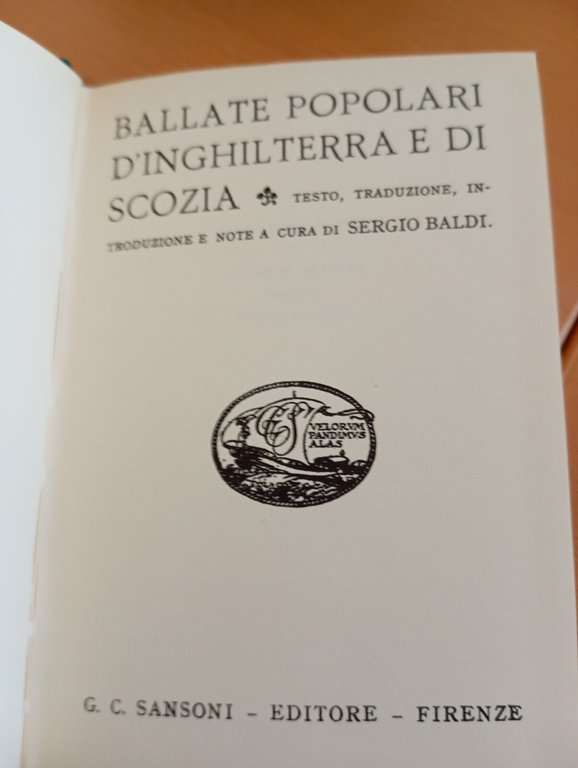 BALLATE POPOLARI
D'INGHILTERRA E DI
SCOZIA TESTO, TRADUZIONE, IN-
TRODUZIONE E NOTE A CURA DI SERGIO BALDI.
VELORVM
PANDIMVS
ALAS
G. C. SANSONI – EDITORE – FIRENZE